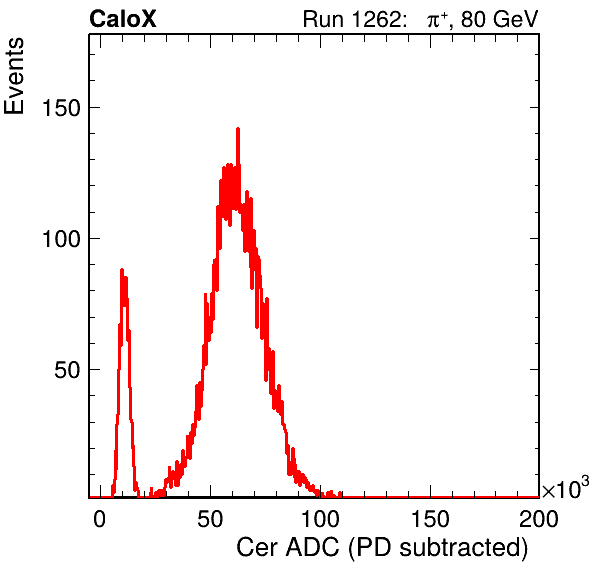 CaloX Run 1262: π⁺, 80 GeV
Events
150
100
50
0 50 100 150 200
×10³
Cer ADC (PD subtracted)